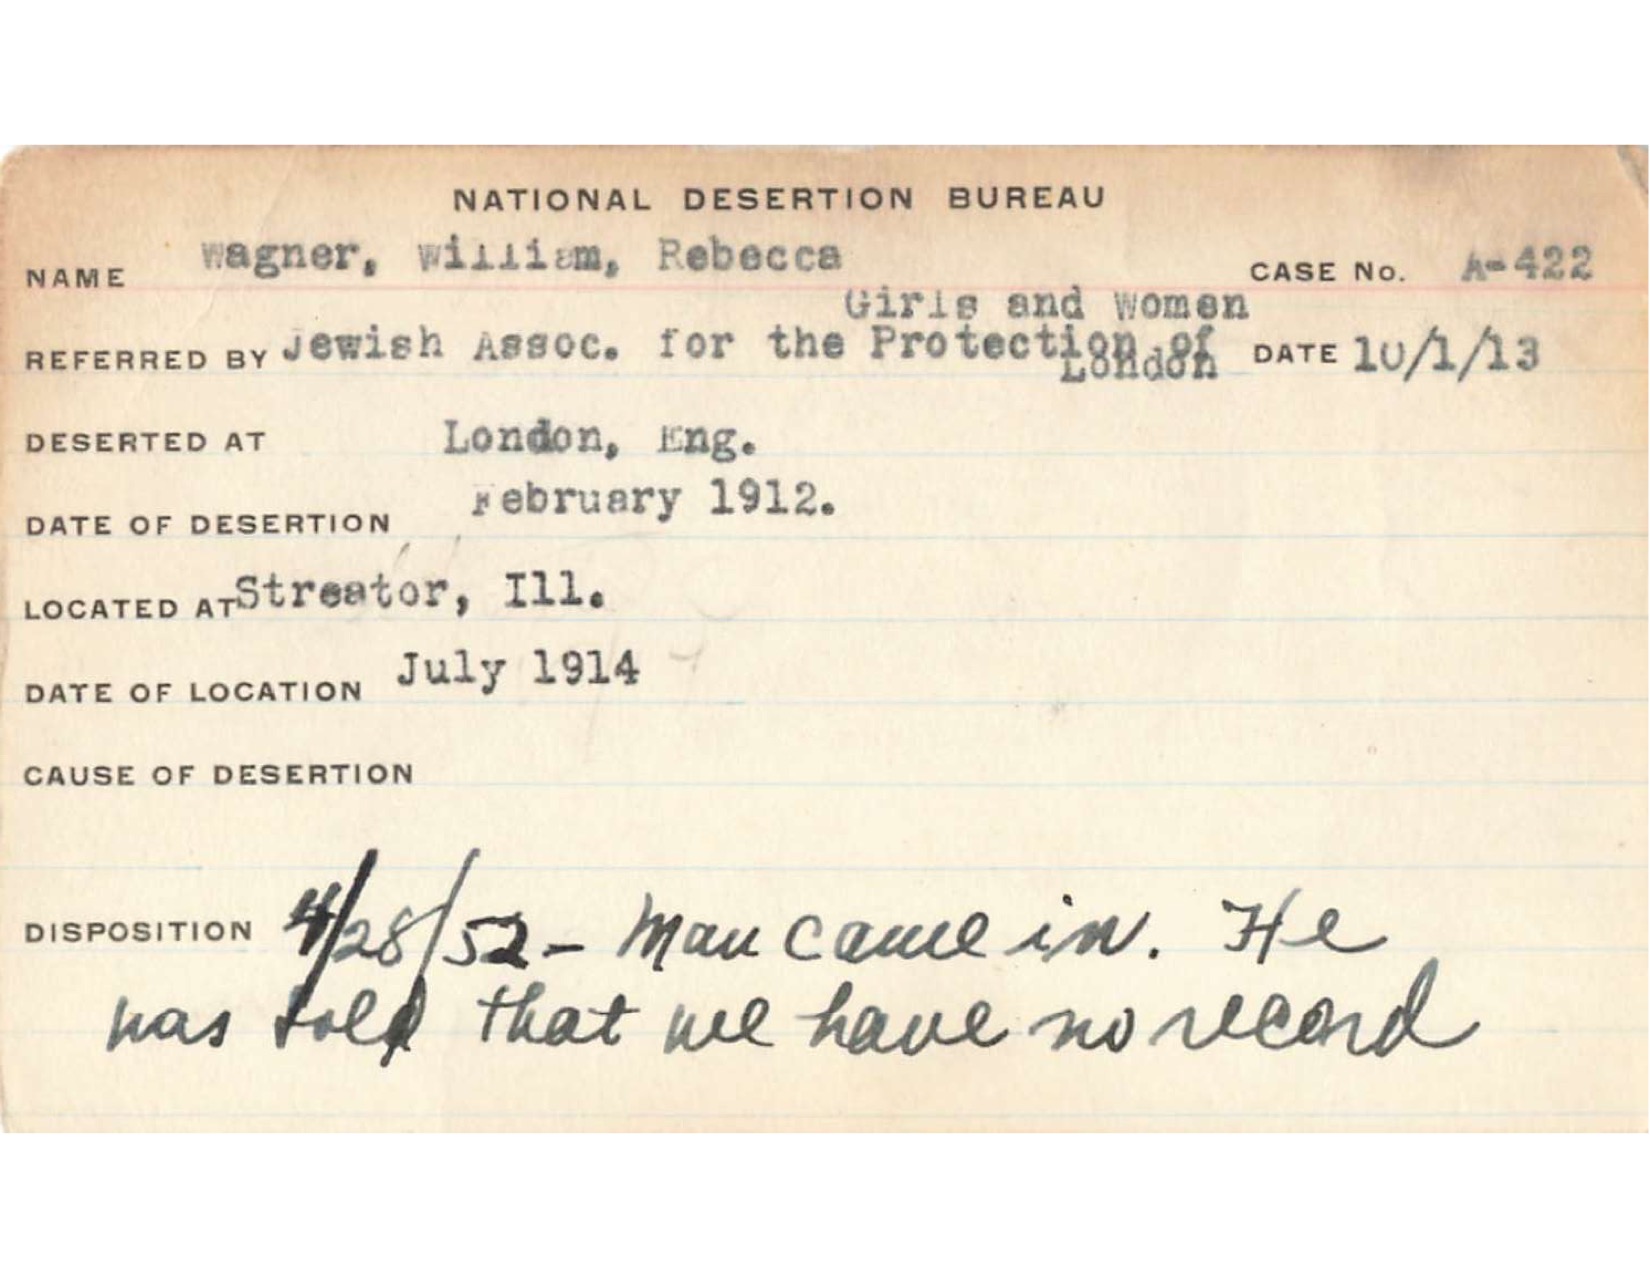 NATIONAL DESERTION BUREAU
NAME Wagner, William, Rebecca CASE No. A-422
Girls and Women
REFERRED BY Jewish Assoc. for the Protection of DATE 10/1/13
London
DESERTED AT London, Eng.
DATE OF DESERTION February 1912.
LOCATED AT Streator, Ill.
DATE OF LOCATION July 1914
CAUSE OF DESERTION
DISPOSITION 4/28/52 - Man came in. He
was told that we have no record